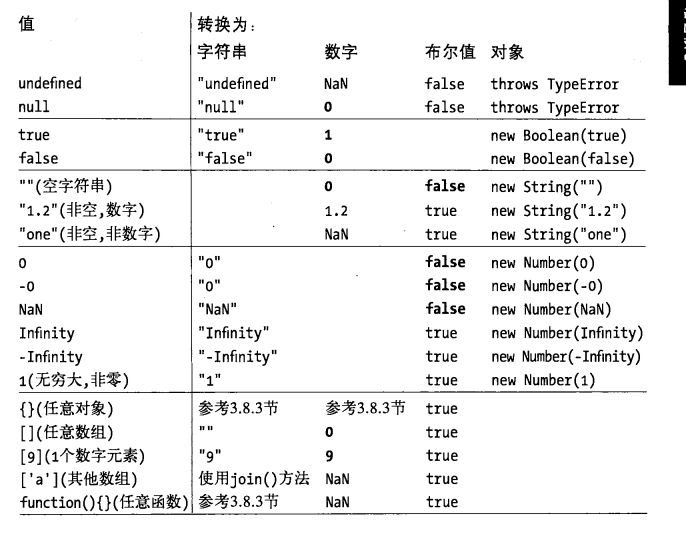 值 转换为:
字符串 数字 布尔值 对象
undefined "undefined" NaN false throws TypeError
null "null" 0 false throws TypeError
true "true" 1 new Boolean(true)
false "false" 0 new Boolean(false)
""(空字符串) 0 false new String("")
"1.2"(非空,数字) 1.2 true new String("1.2")
"one"(非空,非数字) NaN true new String("one")
0 "0" false new Number(0)
-0 "0" false new Number(-0)
NaN "NaN" false new Number(NaN)
Infinity "Infinity" true new Number(Infinity)
-Infinity "-Infinity" true new Number(-Infinity)
1(无穷大,非零) "1" true new Number(1)
{}(任意对象) 参考3.8.3节 参考3.8.3节 true
[](任意数组) "" 0 true
[9](1个数字元素) "9" 9 true
['a'](其他数组) 使用join()方法 NaN true
function(){}(任意函数) 参考3.8.3节 NaN true